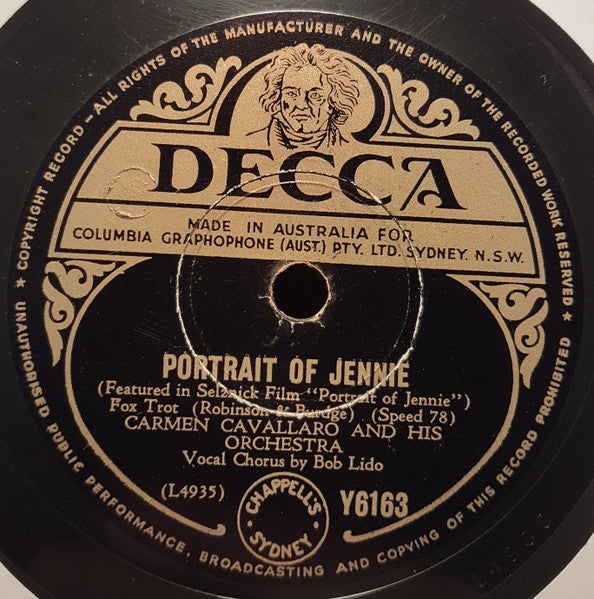 ★ COPYRIGHT RECORD – ALL RIGHTS OF THE MANUFACTURER AND THE OWNER OF THE RECORDED WORK RESERVED ★
DECCA
MADE IN AUSTRALIA FOR
COLUMBIA GRAPHOPHONE (AUST.) PTY. LTD. SYDNEY. N.S.W.
PORTRAIT OF JENNIE
(Featured in Selznick Film "Portrait of Jennie")
Fox Trot (Robinson & Burdge) (Speed 78)
CARMEN CAVALLARO AND HIS
ORCHESTRA
Vocal Chorus by Bob Lido
(L4935)
CHAPPELL'S
SYDNEY
Y6163
UNAUTHORISED PUBLIC PERFORMANCE, BROADCASTING AND COPYING OF THIS RECORD PROHIBITED